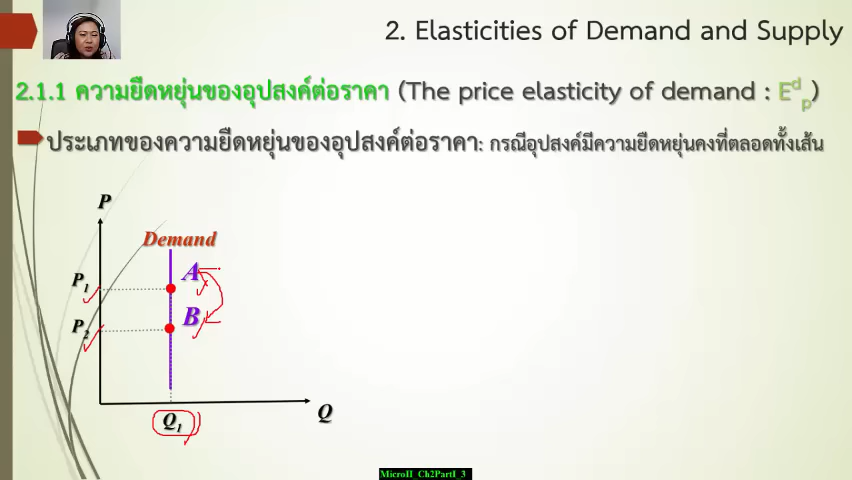 2. Elasticities of Demand and Supply
2.1.1 ความยืดหยุ่นของอุปสงค์ต่อราคา (The price elasticity of demand : Edp)
ประเภทของความยืดหยุ่นของอุปสงค์ต่อราคา: กรณีอุปสงค์มีความยืดหยุ่นคงที่ตลอดทั้งเส้น
P
Demand
P1
A
P2
B
Q1
Q
MicroII_Ch2PartI_3